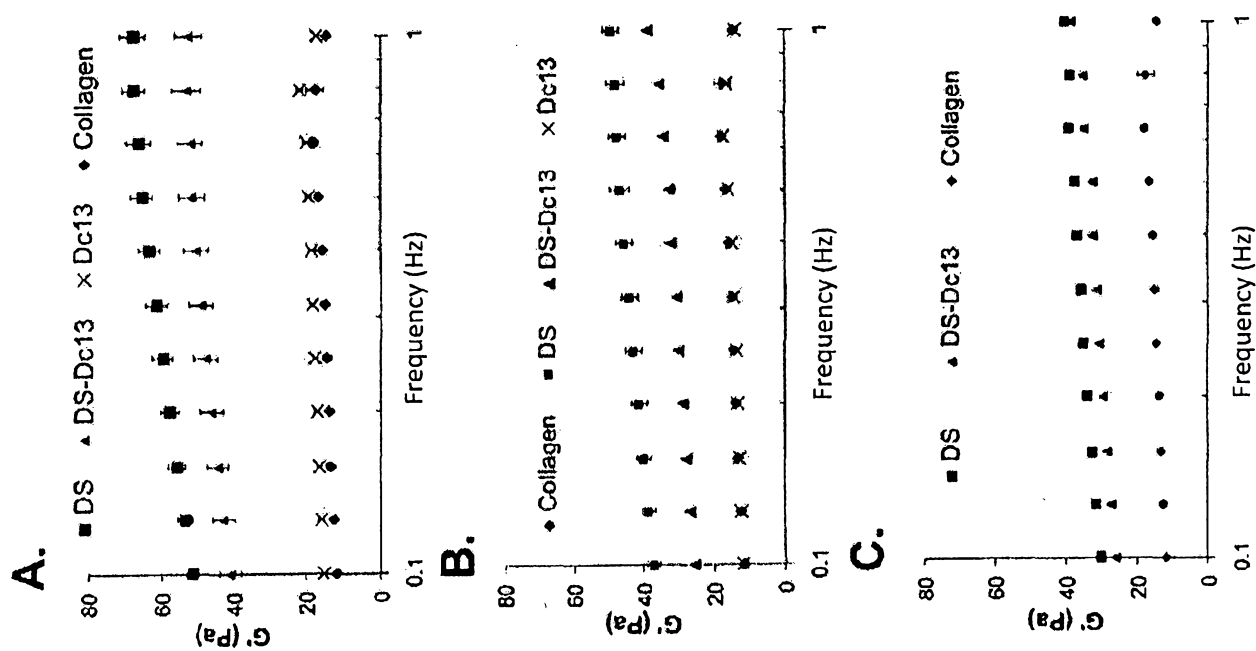 A.
■ DS ▲ DS-Dc13 × Dc13 ◆ Collagen
80
60
40
20
0
G' (Pa)
0.1
1
Frequency (Hz)
B.
◆ Collagen ■ DS ▲ DS-Dc13 × Dc13
80
60
40
20
0
G' (Pa)
0.1
1
Frequency (Hz)
C.
■ DS ▲ DS-Dc13 ◆ Collagen
80
60
40
20
0
G' (Pa)
0.1
1
Frequency (Hz)